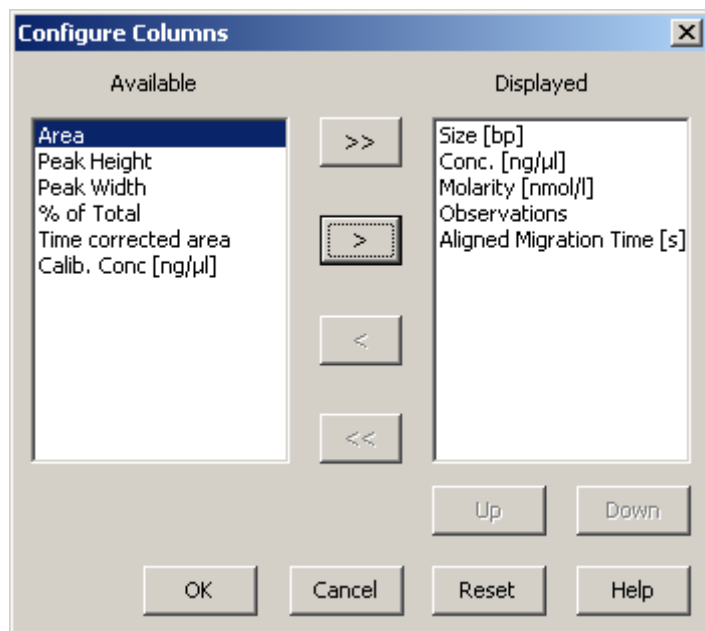 Configure Columns
Available
Displayed
Area
Peak Height
Peak Width
% of Total
Time corrected area
Calib. Conc [ng/µl]
>>
>
<
<<
Size [bp]
Conc. [ng/µl]
Molarity [nmol/l]
Observations
Aligned Migration Time [s]
Up
Down
OK
Cancel
Reset
Help